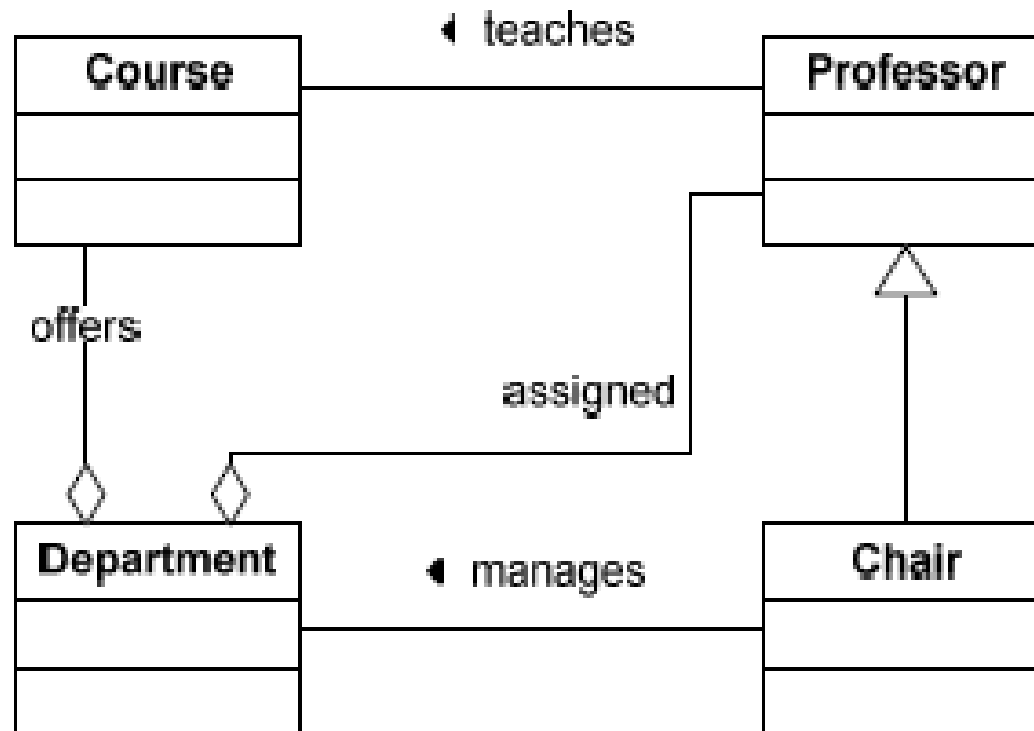 teaches
Course
Professor
offers
assigned
Department
manages
Chair